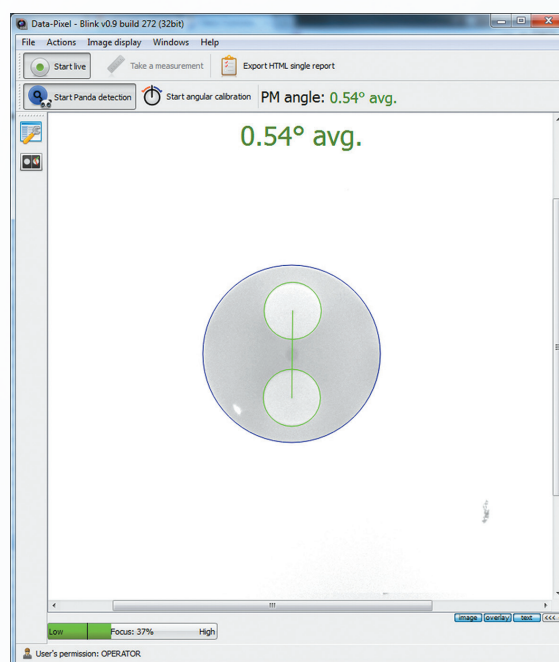 Data-Pixel - Blink v0.9 build 272 (32bit)
File Actions Image display Windows Help
Start live Take a measurement Export HTML single report
Start Panda detection Start angular calibration PM angle: 0.54° avg.
0.54° avg.
image overlay text <<<
Low Focus: 37% High
User's permission: OPERATOR